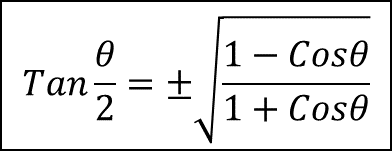 Tan θ/2 = ± √((1 − Cosθ)/(1 + Cosθ))